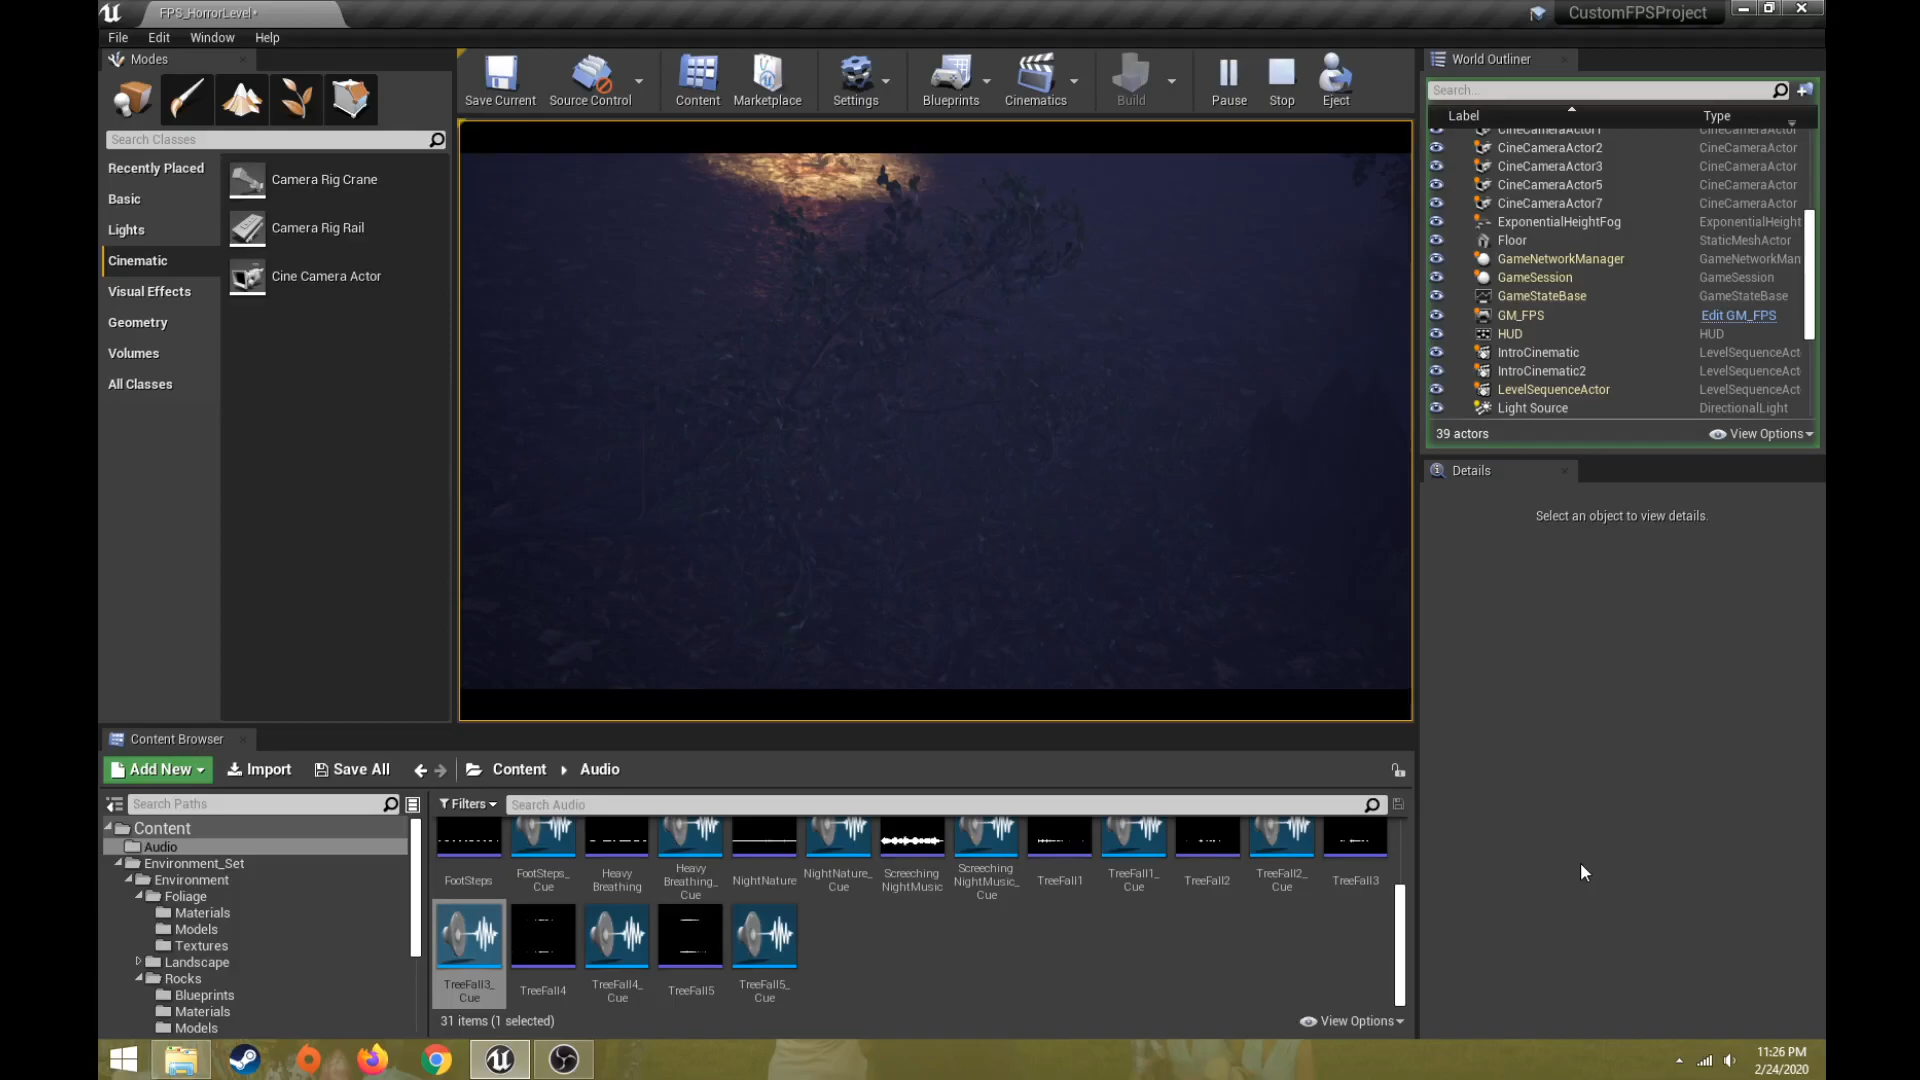 FPS_HorrorLevel*
CustomFPSProject
File Edit Window Help
Modes
Search Classes
Recently Placed
Basic
Lights
Cinematic
Visual Effects
Geometry
Volumes
All Classes
Camera Rig Crane
Camera Rig Rail
Cine Camera Actor
Save Current Source Control Content Marketplace Settings Blueprints Cinematics Build Pause Stop Eject
World Outliner
Search...
Label Type
CineCameraActor1 CineCameraActor
CineCameraActor2 CineCameraActor
CineCameraActor3 CineCameraActor
CineCameraActor5 CineCameraActor
CineCameraActor7 CineCameraActor
ExponentialHeightFog ExponentialHeight
Floor StaticMeshActor
GameNetworkManager GameNetworkMan
GameSession GameSession
GameStateBase GameStateBase
GM_FPS Edit GM_FPS
HUD HUD
IntroCinematic LevelSequenceAct
IntroCinematic2 LevelSequenceAct
LevelSequenceActor LevelSequenceAct
Light Source DirectionalLight
39 actors View Options
Details
Select an object to view details.
Content Browser
Add New Import Save All Content Audio
Search Paths
Filters Search Audio
Content
Audio
Environment_Set
Environment
Foliage
Materials
Models
Textures
Landscape
Rocks
Blueprints
Materials
Models
FootSteps
FootSteps_
Cue
Heavy
Breathing
Heavy
Breathing_
Cue
NightNature
NightNature_
Cue
Screeching
NightMusic
Screeching
NightMusic_
Cue
TreeFall1
TreeFall1_
Cue
TreeFall2
TreeFall2_
Cue
TreeFall3
TreeFall3_
Cue
TreeFall4
TreeFall4_
Cue
TreeFall5
TreeFall5_
Cue
31 items (1 selected) View Options
11:26 PM
2/24/2020